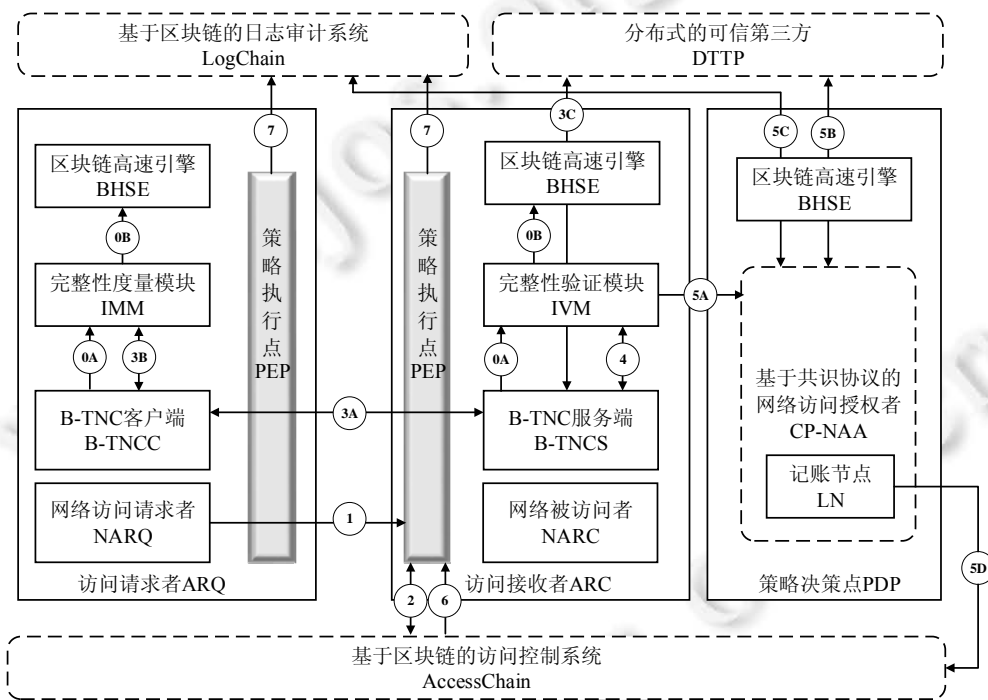 基于区块链的日志审计系统
LogChain
分布式的可信第三方
DTTP
7
7
3C
5C
5B
区块链高速引擎
BHSE
0B
完整性度量模块
IMM
0A
3B
B-TNC客户端
B-TNCC
网络访问请求者
NARQ
访问请求者ARQ
策
略
执
行
点
PEP
3A
1
策
略
执
行
点
PEP
区块链高速引擎
BHSE
0B
完整性验证模块
IVM
0A
4
B-TNC服务端
B-TNCS
网络被访问者
NARC
访问接收者ARC
2
6
5A
区块链高速引擎
BHSE
基于共识协议的
网络访问授权者
CP-NAA
记账节点
LN
策略决策点PDP
5D
基于区块链的访问控制系统
AccessChain